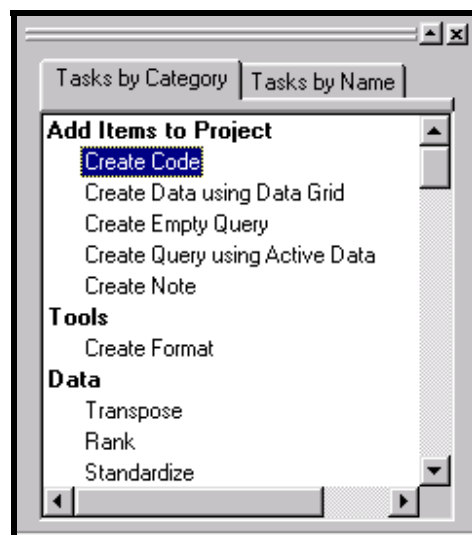 Tasks by Category Tasks by Name
Add Items to Project
Create Code
Create Data using Data Grid
Create Empty Query
Create Query using Active Data
Create Note
Tools
Create Format
Data
Transpose
Rank
Standardize